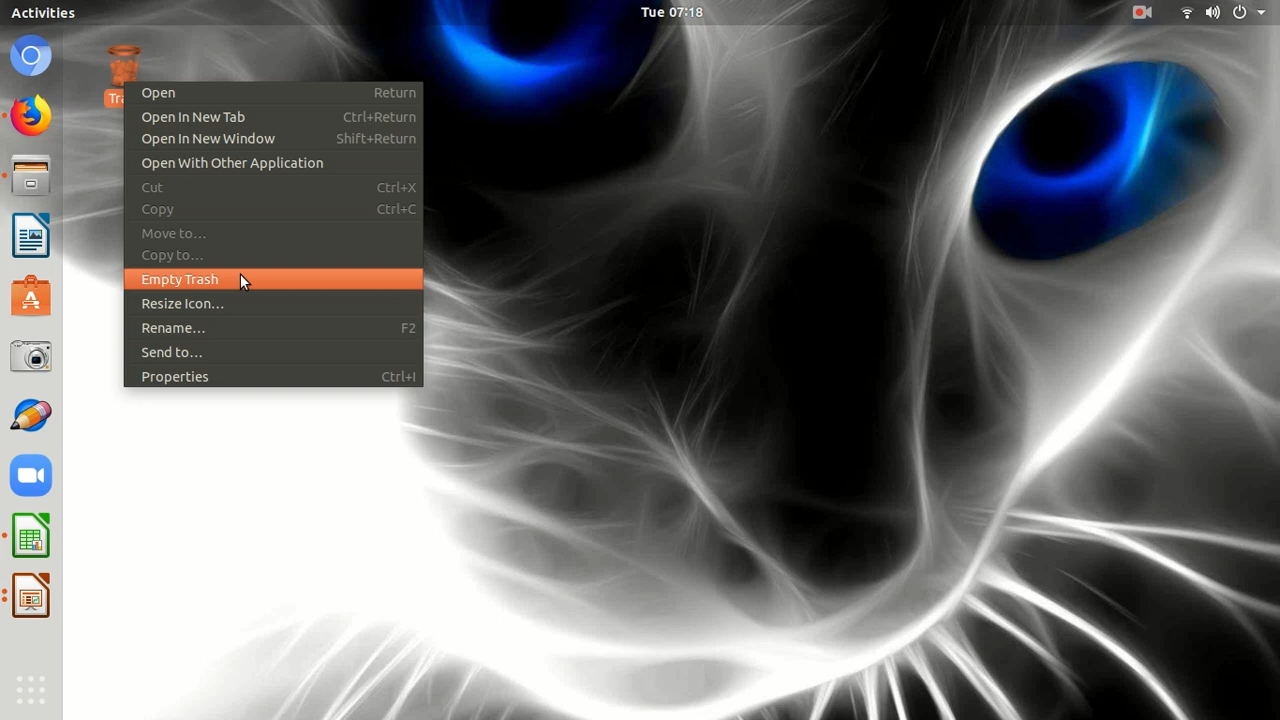 Activities
Tue 07:18
Open Return
Open In New Tab Ctrl+Return
Open In New Window Shift+Return
Open With Other Application
Cut Ctrl+X
Copy Ctrl+C
Move to…
Copy to…
Empty Trash
Resize Icon…
Rename… F2
Send to…
Properties Ctrl+I